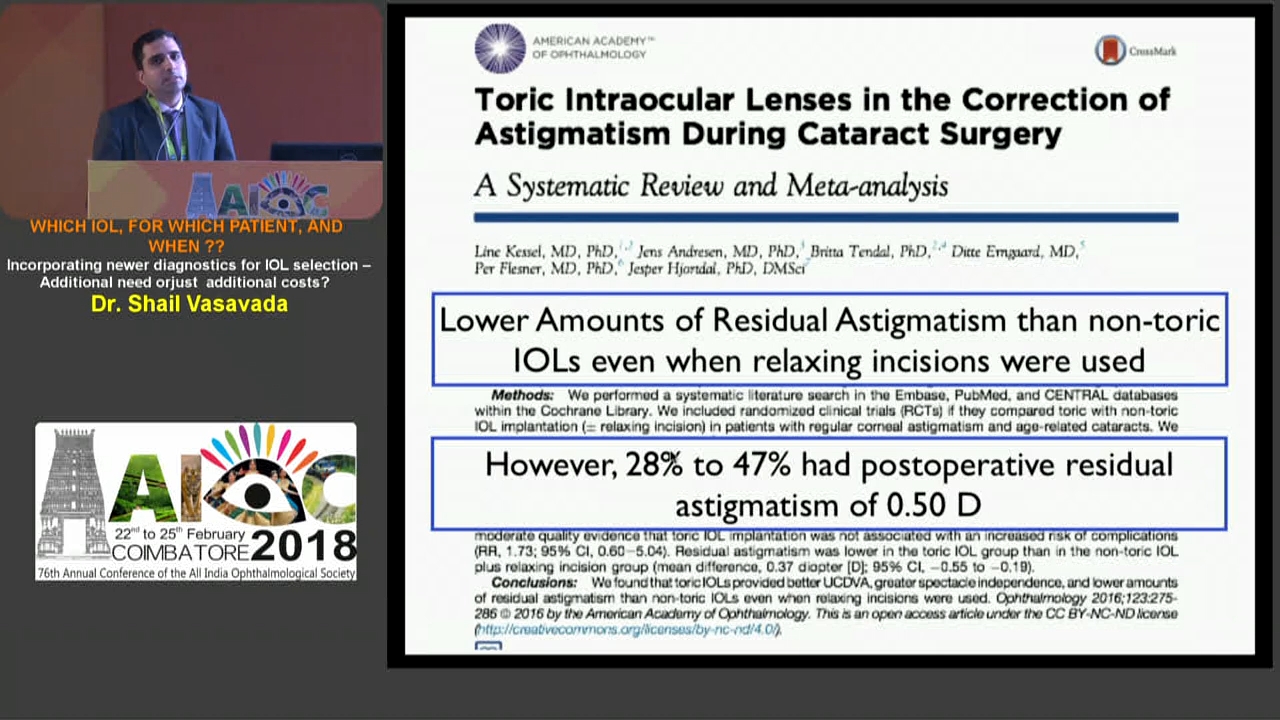 AIOC
WHICH IOL, FOR WHICH PATIENT, AND
WHEN ??
Incorporating newer diagnostics for IOL selection –
Additional need orjust additional costs?
Dr. Shail Vasavada
AIOC
22nd to 25th February
COIMBATORE 2018
76th Annual Conference of the All India Ophthalmological Society
AMERICAN ACADEMY™
OF OPHTHALMOLOGY
CrossMark
Toric Intraocular Lenses in the Correction of
Astigmatism During Cataract Surgery
A Systematic Review and Meta-analysis
Line Kessel, MD, PhD, Jens Andresen, MD, PhD, Britta Tendal, PhD, Ditte Erngaard, MD,
Per Flesner, MD, PhD, Jesper Hjortdal, PhD, DMSci
Lower Amounts of Residual Astigmatism than non-toric
IOLs even when relaxing incisions were used
Methods: We performed a systematic literature search in the Embase, PubMed, and CENTRAL databases
within the Cochrane Library. We included randomized clinical trials (RCTs) if they compared toric with non-toric
IOL implantation (± relaxing incision) in patients with regular corneal astigmatism and age-related cataracts. We
However, 28% to 47% had postoperative residual
astigmatism of 0.50 D
moderate quality evidence that toric IOL implantation was not associated with an increased risk of complications
(RR, 1.73; 95% CI, 0.60–5.04). Residual astigmatism was lower in the toric IOL group than in the non-toric IOL
plus relaxing incision group (mean difference, 0.37 diopter [D]; 95% CI, −0.55 to −0.19).
Conclusions: We found that toric IOLs provided better UCDVA, greater spectacle independence, and lower amounts
of residual astigmatism than non-toric IOLs even when relaxing incisions were used. Ophthalmology 2016;123:275-
286 © 2016 by the American Academy of Ophthalmology. This is an open access article under the CC BY-NC-ND license
(http://creativecommons.org/licenses/by-nc-nd/4.0/).